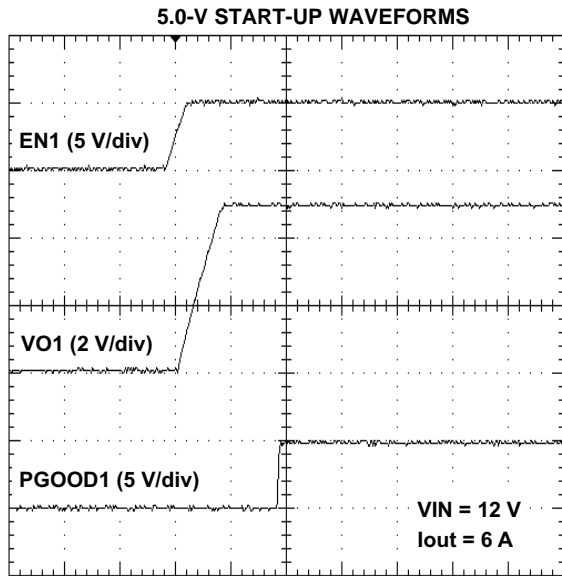 5.0-V START-UP WAVEFORMS
EN1 (5 V/div)
VO1 (2 V/div)
PGOOD1 (5 V/div)
VIN = 12 V
Iout = 6 A